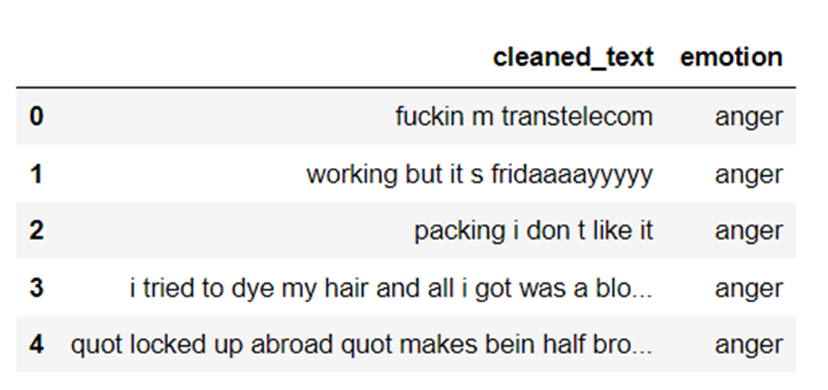 cleaned_text emotion
0 fuckin m transtelecom anger
1 working but it s fridaaaayyyyy anger
2 packing i don t like it anger
3 i tried to dye my hair and all i got was a blo... anger
4 quot locked up abroad quot makes bein half bro... anger